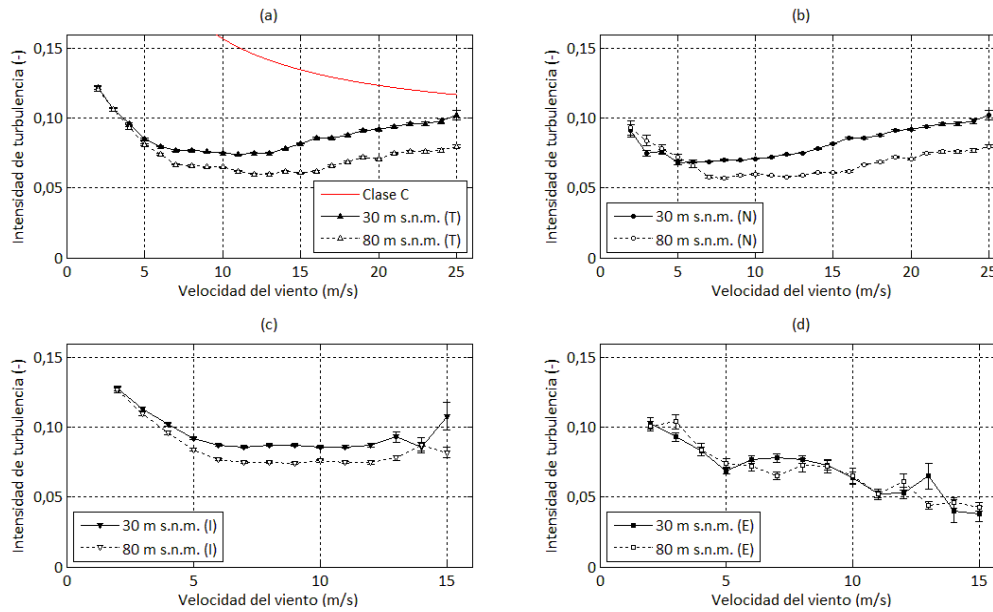 (a)
Intensidad de turbulencia (-)
0,15
0,10
0,05
0
Clase C
30 m s.n.m. (T)
80 m s.n.m. (T)
0 5 10 15 20 25
Velocidad del viento (m/s)
(b)
Intensidad de turbulencia (-)
0,15
0,10
0,05
0
30 m s.n.m. (N)
80 m s.n.m. (N)
0 5 10 15 20 25
Velocidad del viento (m/s)
(c)
Intensidad de turbulencia (-)
0,15
0,10
0,05
0
30 m s.n.m. (I)
80 m s.n.m. (I)
0 5 10 15
Velocidad del viento (m/s)
(d)
Intensidad de turbulencia (-)
0,15
0,10
0,05
0
30 m s.n.m. (E)
80 m s.n.m. (E)
0 5 10 15
Velocidad del viento (m/s)